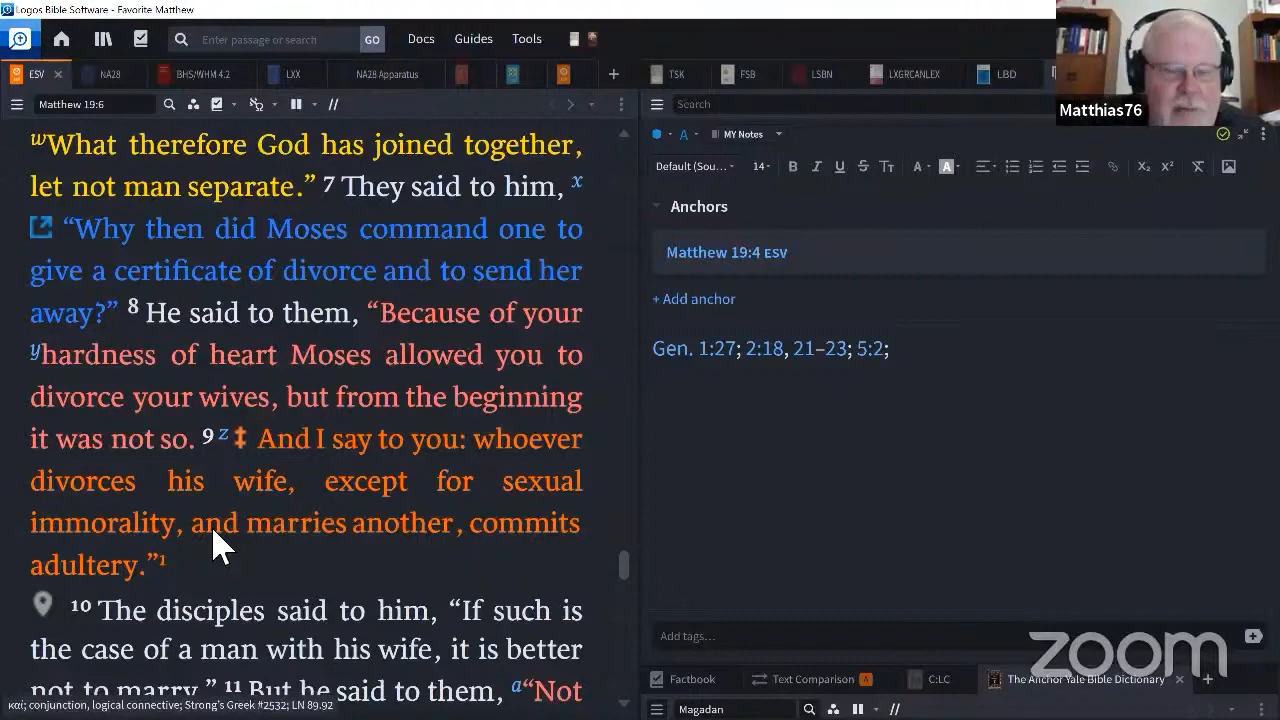 Logos Bible Software - Favorite Matthew
Enter passage or search GO Docs Guides Tools
ESV NA28 BHS/WHM 4.2 LXX NA28 Apparatus
TSK FSB LSBN LXGRCANLEX LBD
Matthew 19:6
Search
Matthias76
wWhat therefore God has joined together,
let not man separate.” 7 They said to him, x
“Why then did Moses command one to
give a certificate of divorce and to send her
away?” 8 He said to them, “Because of your
yhardness of heart Moses allowed you to
divorce your wives, but from the beginning
it was not so. 9 z ‡ And I say to you: whoever
divorces his wife, except for sexual
immorality, and marries another, commits
adultery.”1
10 The disciples said to him, “If such is
the case of a man with his wife, it is better
not to marry.” 11 But he said to them, a“Not
καί; conjunction, logical connective; Strong's Greek #2532; LN 89.92
A MY Notes
Default (Sou... 14 B I U S TT A A X₂ X²
Anchors
Matthew 19:4 ESV
+ Add anchor
Gen. 1:27; 2:18, 21–23; 5:2;
Add tags...
zoom
Factbook Text Comparison A C:LC The Anchor Yale Bible Dictionary
Magadan